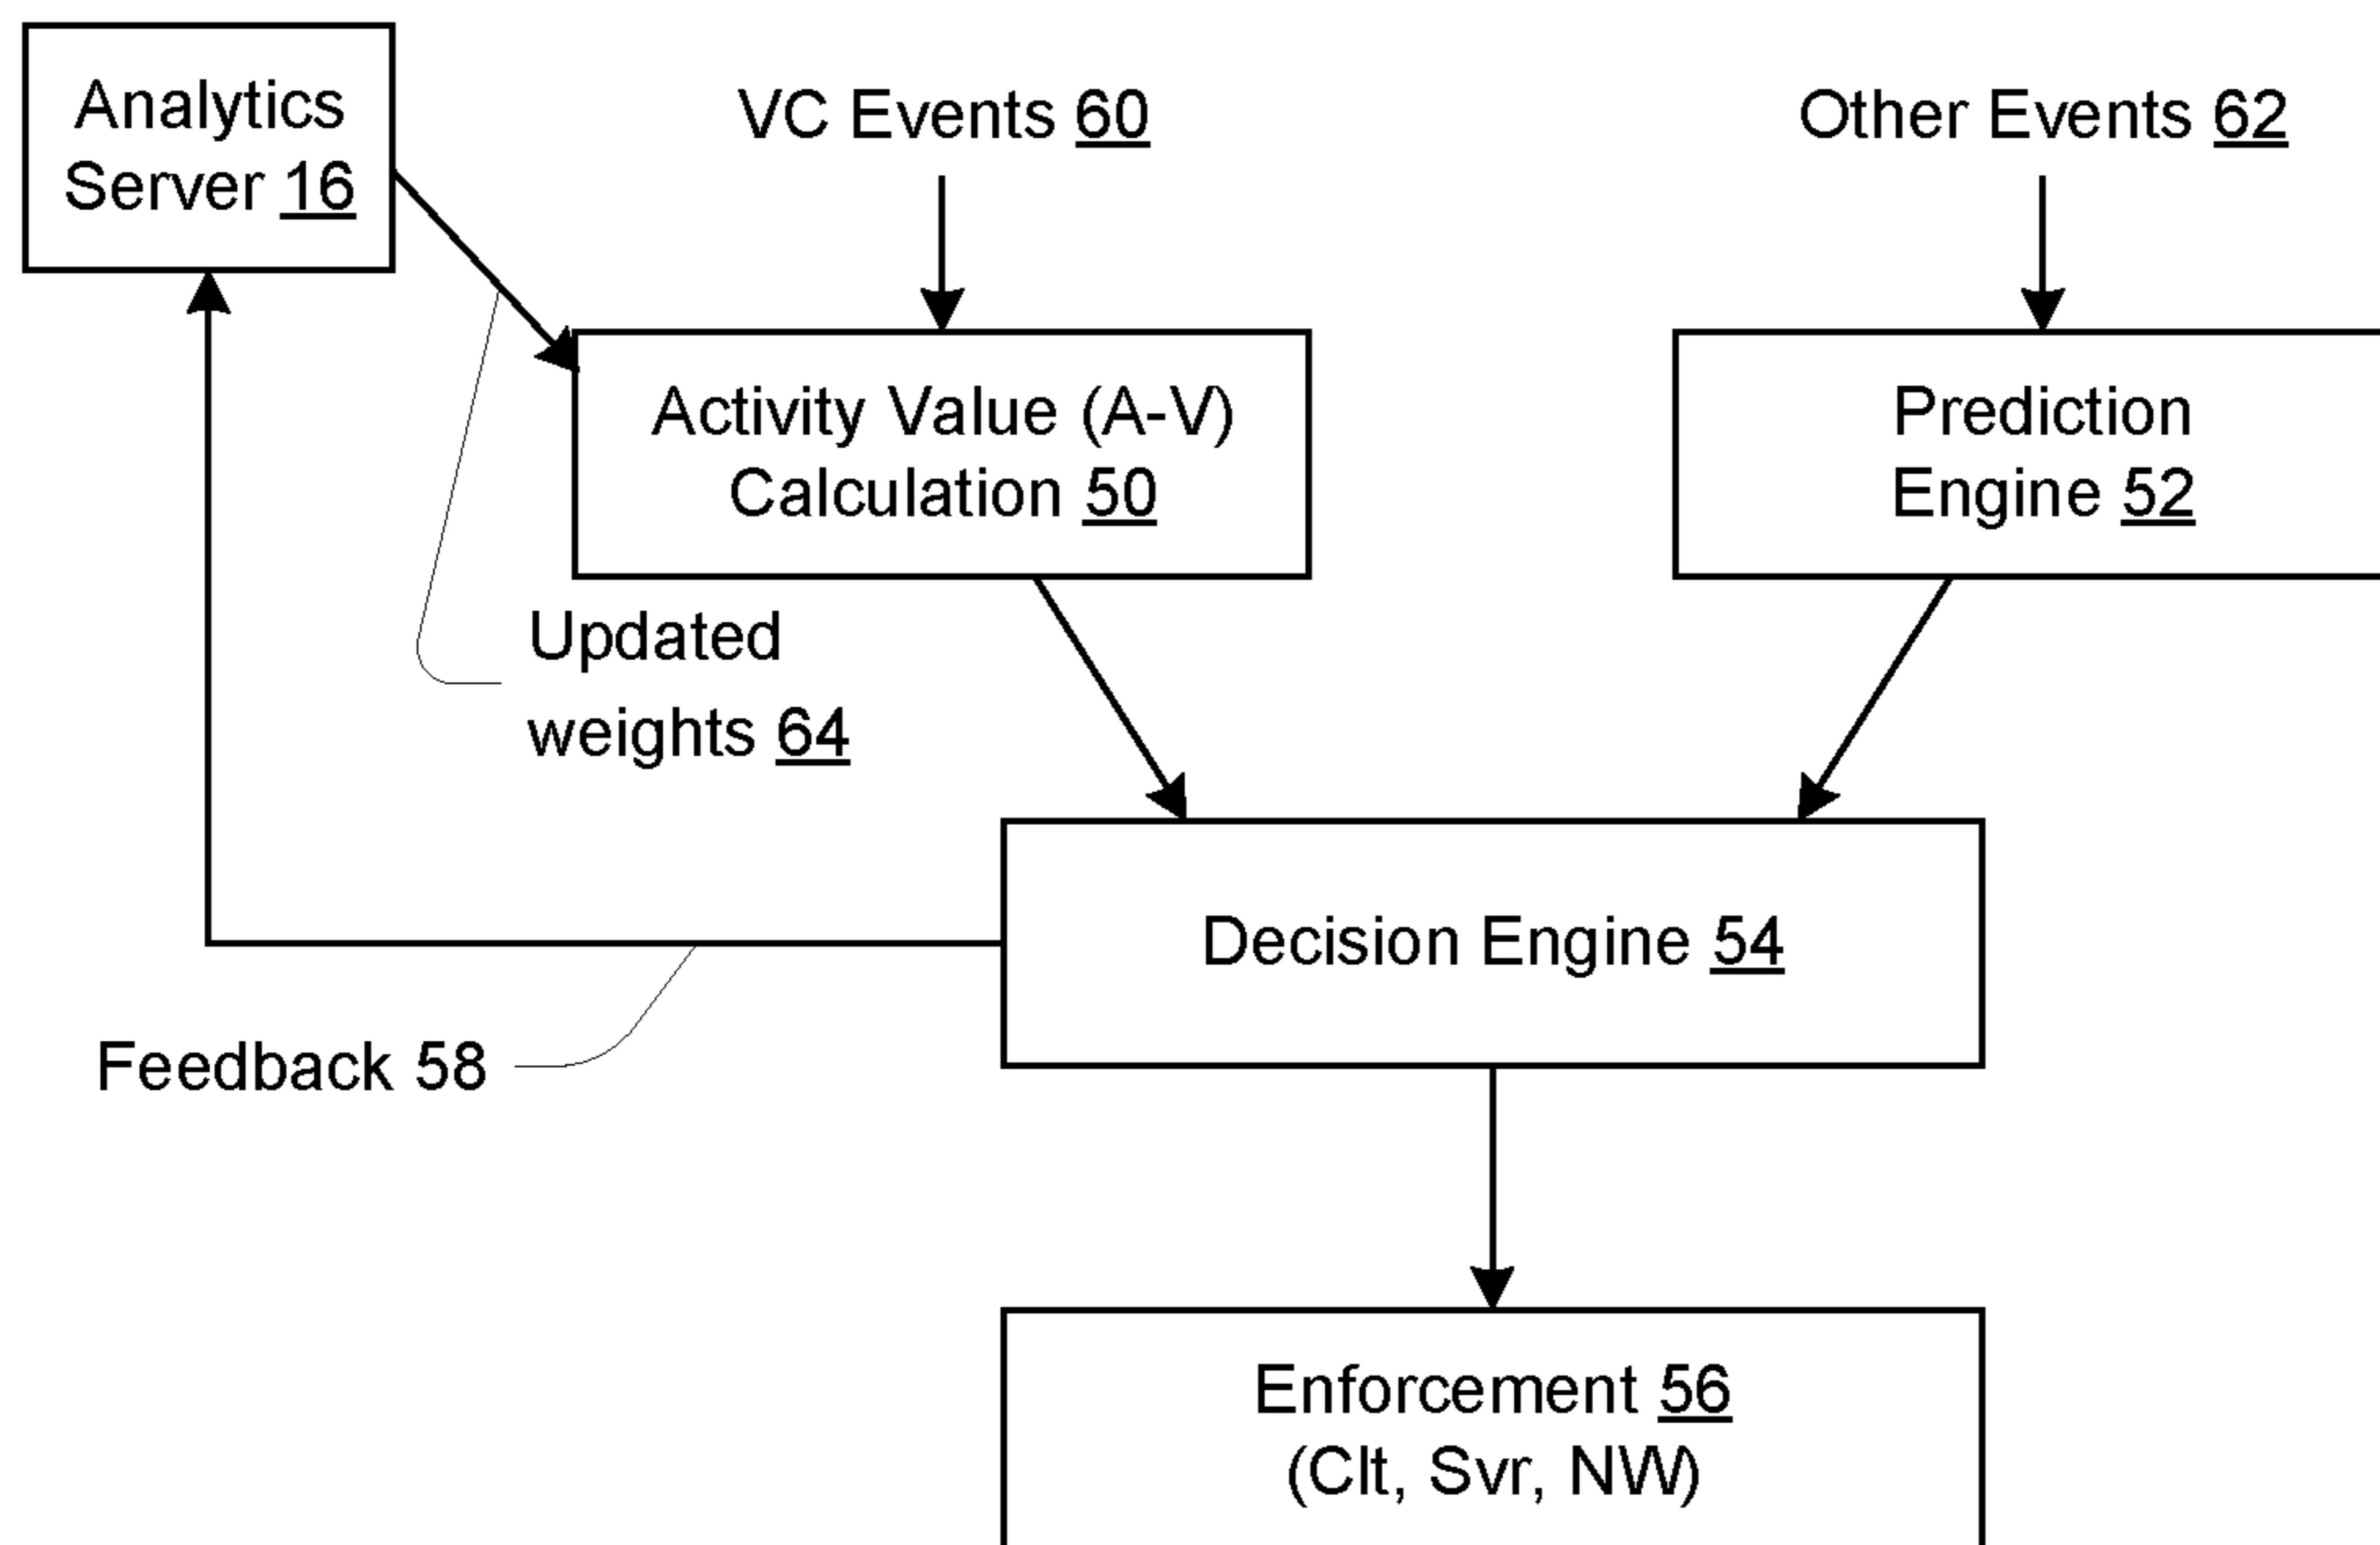 Analytics
Server 16
VC Events 60
Other Events 62
Activity Value (A-V)
Calculation 50
Prediction
Engine 52
Updated
weights 64
Decision Engine 54
Feedback 58
Enforcement 56
(Clt, Svr, NW)